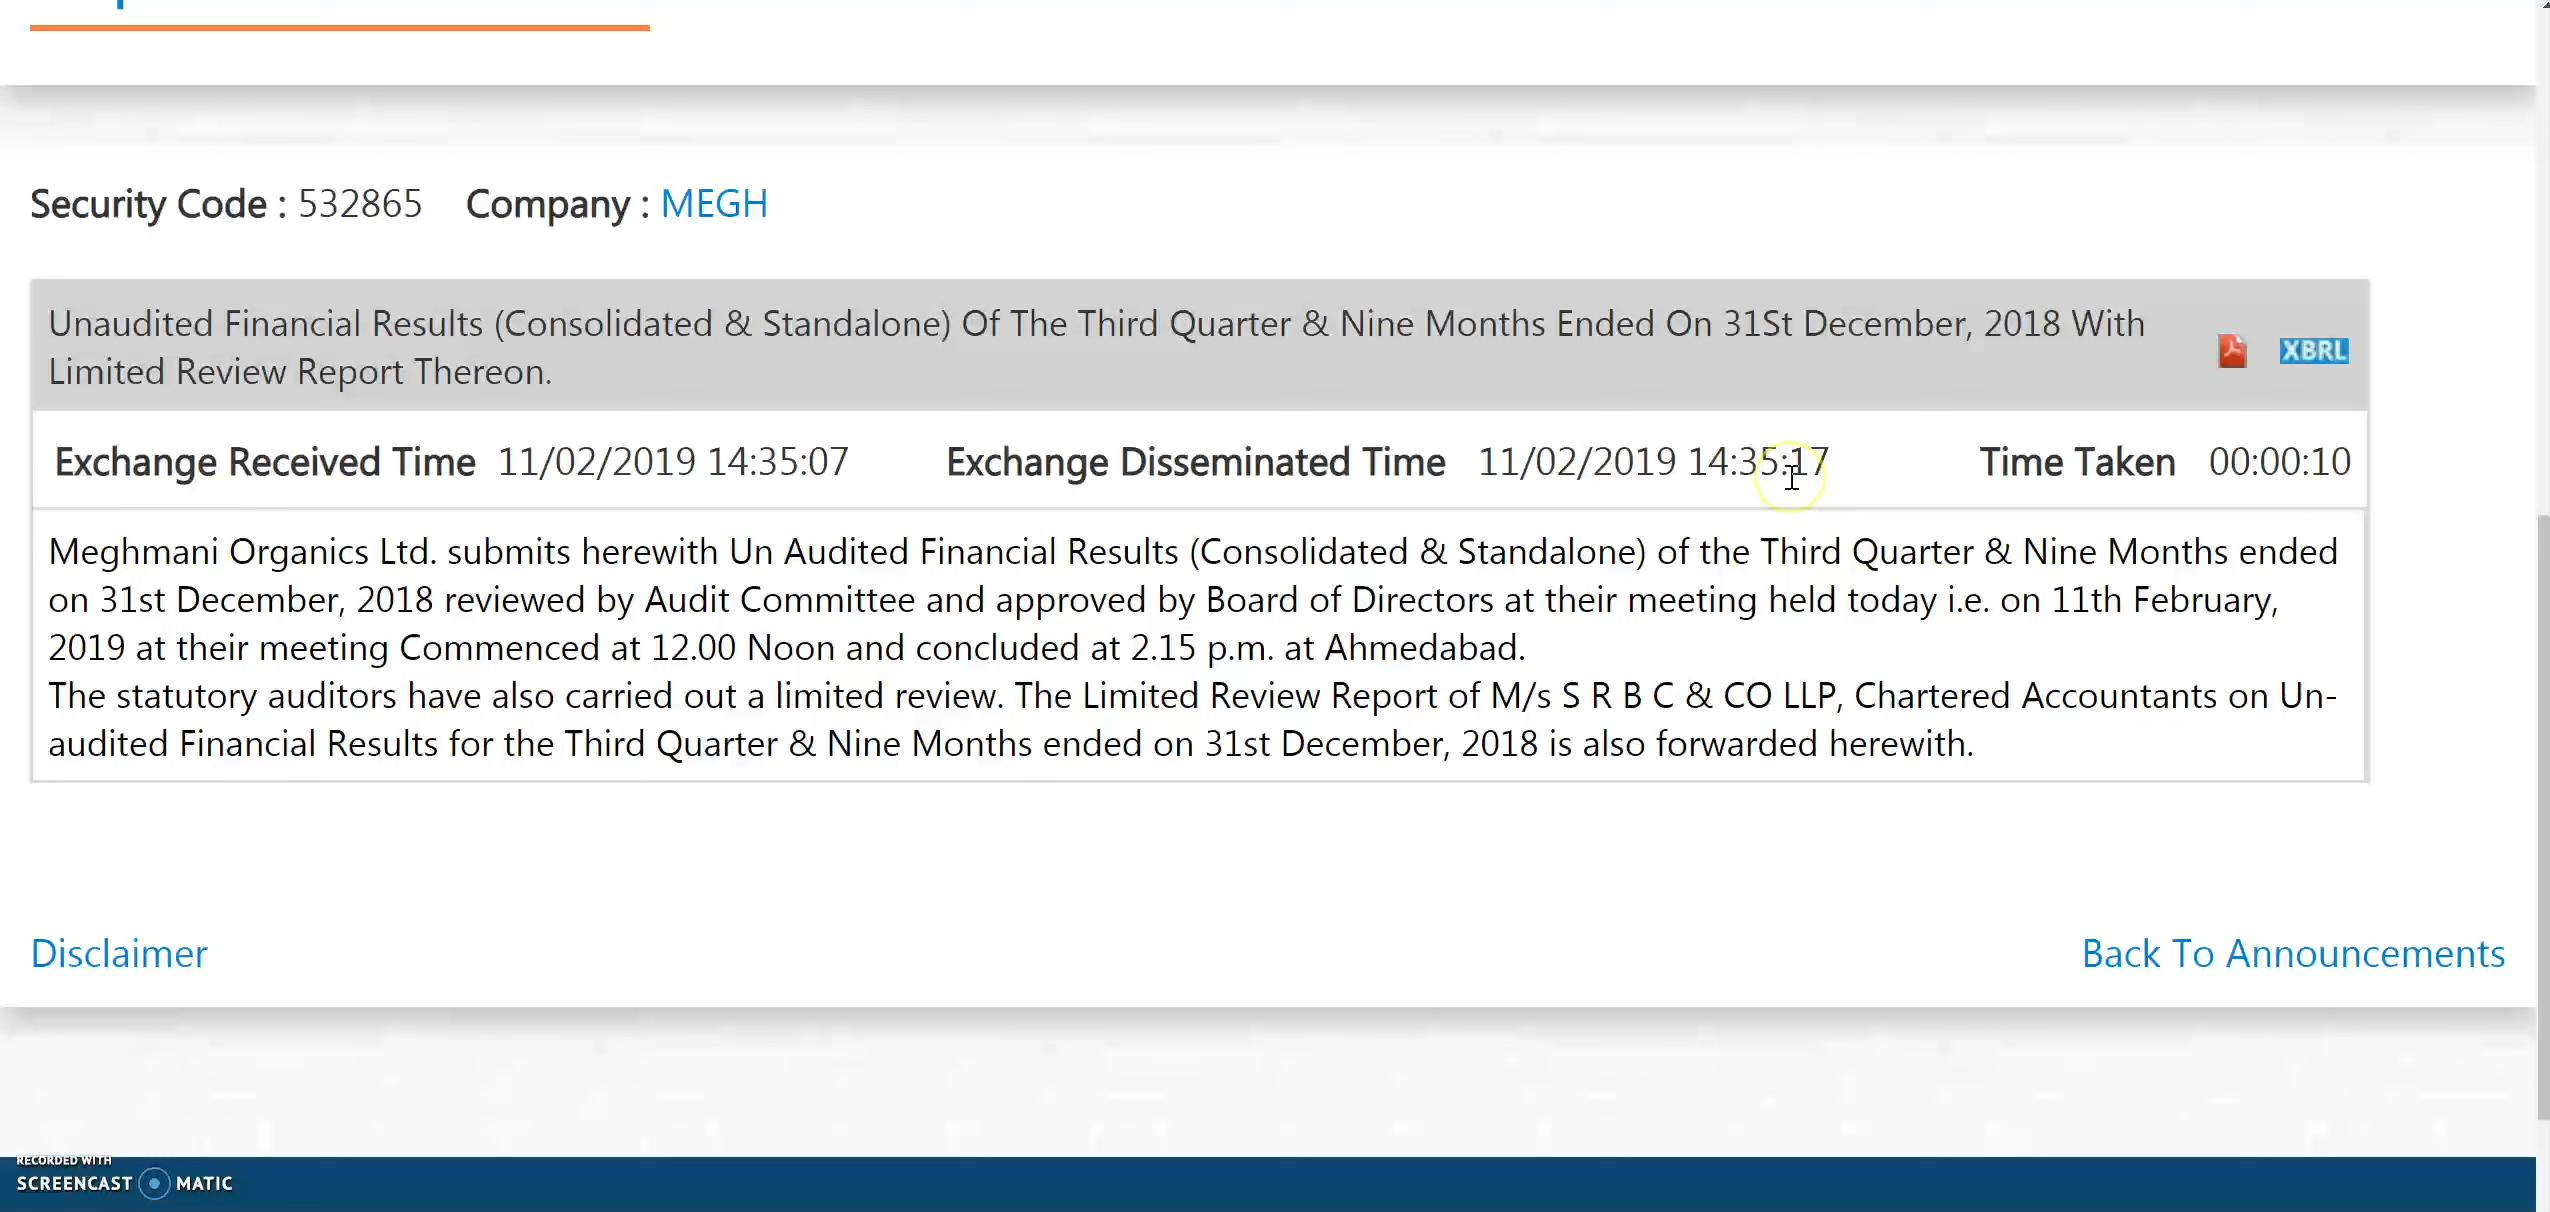 Security Code : 532865 Company : MEGH
Unaudited Financial Results (Consolidated & Standalone) Of The Third Quarter & Nine Months Ended On 31St December, 2018 With
Limited Review Report Thereon.
XBRL
Exchange Received Time 11/02/2019 14:35:07 Exchange Disseminated Time 11/02/2019 14:35:17 Time Taken 00:00:10
Meghmani Organics Ltd. submits herewith Un Audited Financial Results (Consolidated & Standalone) of the Third Quarter & Nine Months ended
on 31st December, 2018 reviewed by Audit Committee and approved by Board of Directors at their meeting held today i.e. on 11th February,
2019 at their meeting Commenced at 12.00 Noon and concluded at 2.15 p.m. at Ahmedabad.
The statutory auditors have also carried out a limited review. The Limited Review Report of M/s S R B C & CO LLP, Chartered Accountants on Un-
audited Financial Results for the Third Quarter & Nine Months ended on 31st December, 2018 is also forwarded herewith.
Disclaimer Back To Announcements
RECORDED WITH
SCREENCAST MATIC